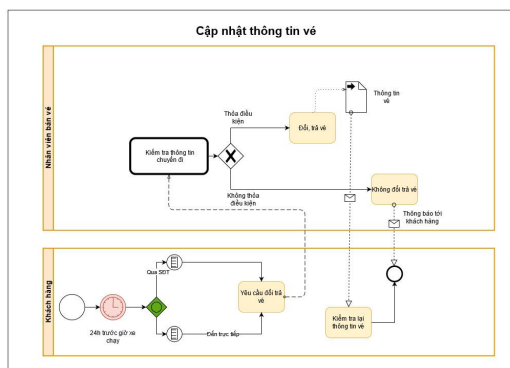 Cập nhật thông tin vé
Nhân viên bán vé
Thỏa điều
kiện
Đổi, trả vé
Thông tin
vé
Kiểm tra thông tin
chuyến đi
Không thỏa
điều kiện
Không đổi trả vé
Thông báo tới
khách hàng
Khách hàng
Qua SĐT
Yêu cầu đổi trả
vé
24h trước giờ xe
chạy
Đến trực tiếp
Kiểm tra lại
thông tin vé